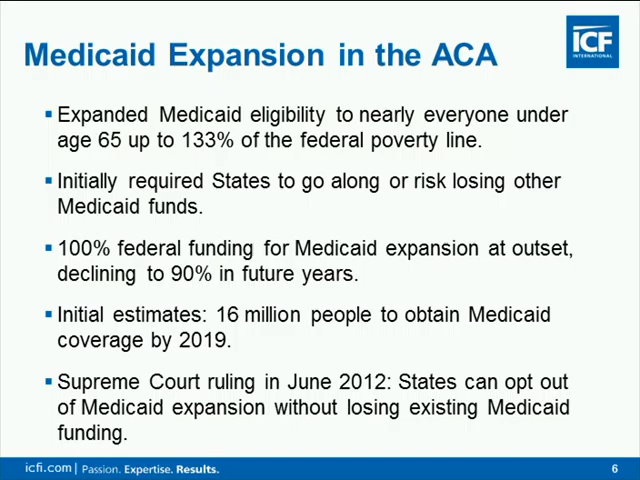 Medicaid Expansion in the ACA
ICF
INTERNATIONAL
Expanded Medicaid eligibility to nearly everyone under
age 65 up to 133% of the federal poverty line.
Initially required States to go along or risk losing other
Medicaid funds.
100% federal funding for Medicaid expansion at outset,
declining to 90% in future years.
Initial estimates: 16 million people to obtain Medicaid
coverage by 2019.
Supreme Court ruling in June 2012: States can opt out
of Medicaid expansion without losing existing Medicaid
funding.
icfi.com | Passion. Expertise. Results. 6